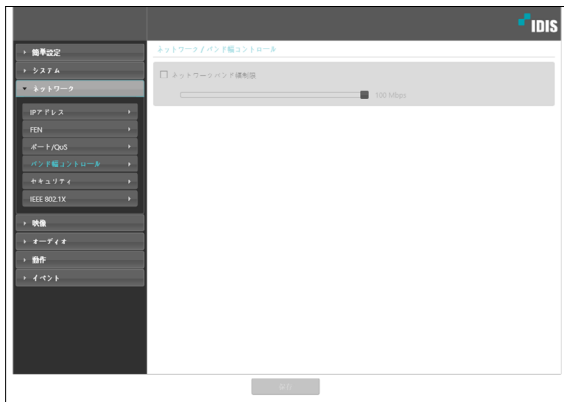 IDIS
簡単設定
システム
ネットワーク
IPアドレス
FEN
ポート/QoS
バンド幅コントロール
セキュリティ
IEEE 802.1X
映像
オーディオ
動作
イベント
ネットワーク / バンド幅コントロール
ネットワークバンド幅制限
100 Mbps
保存